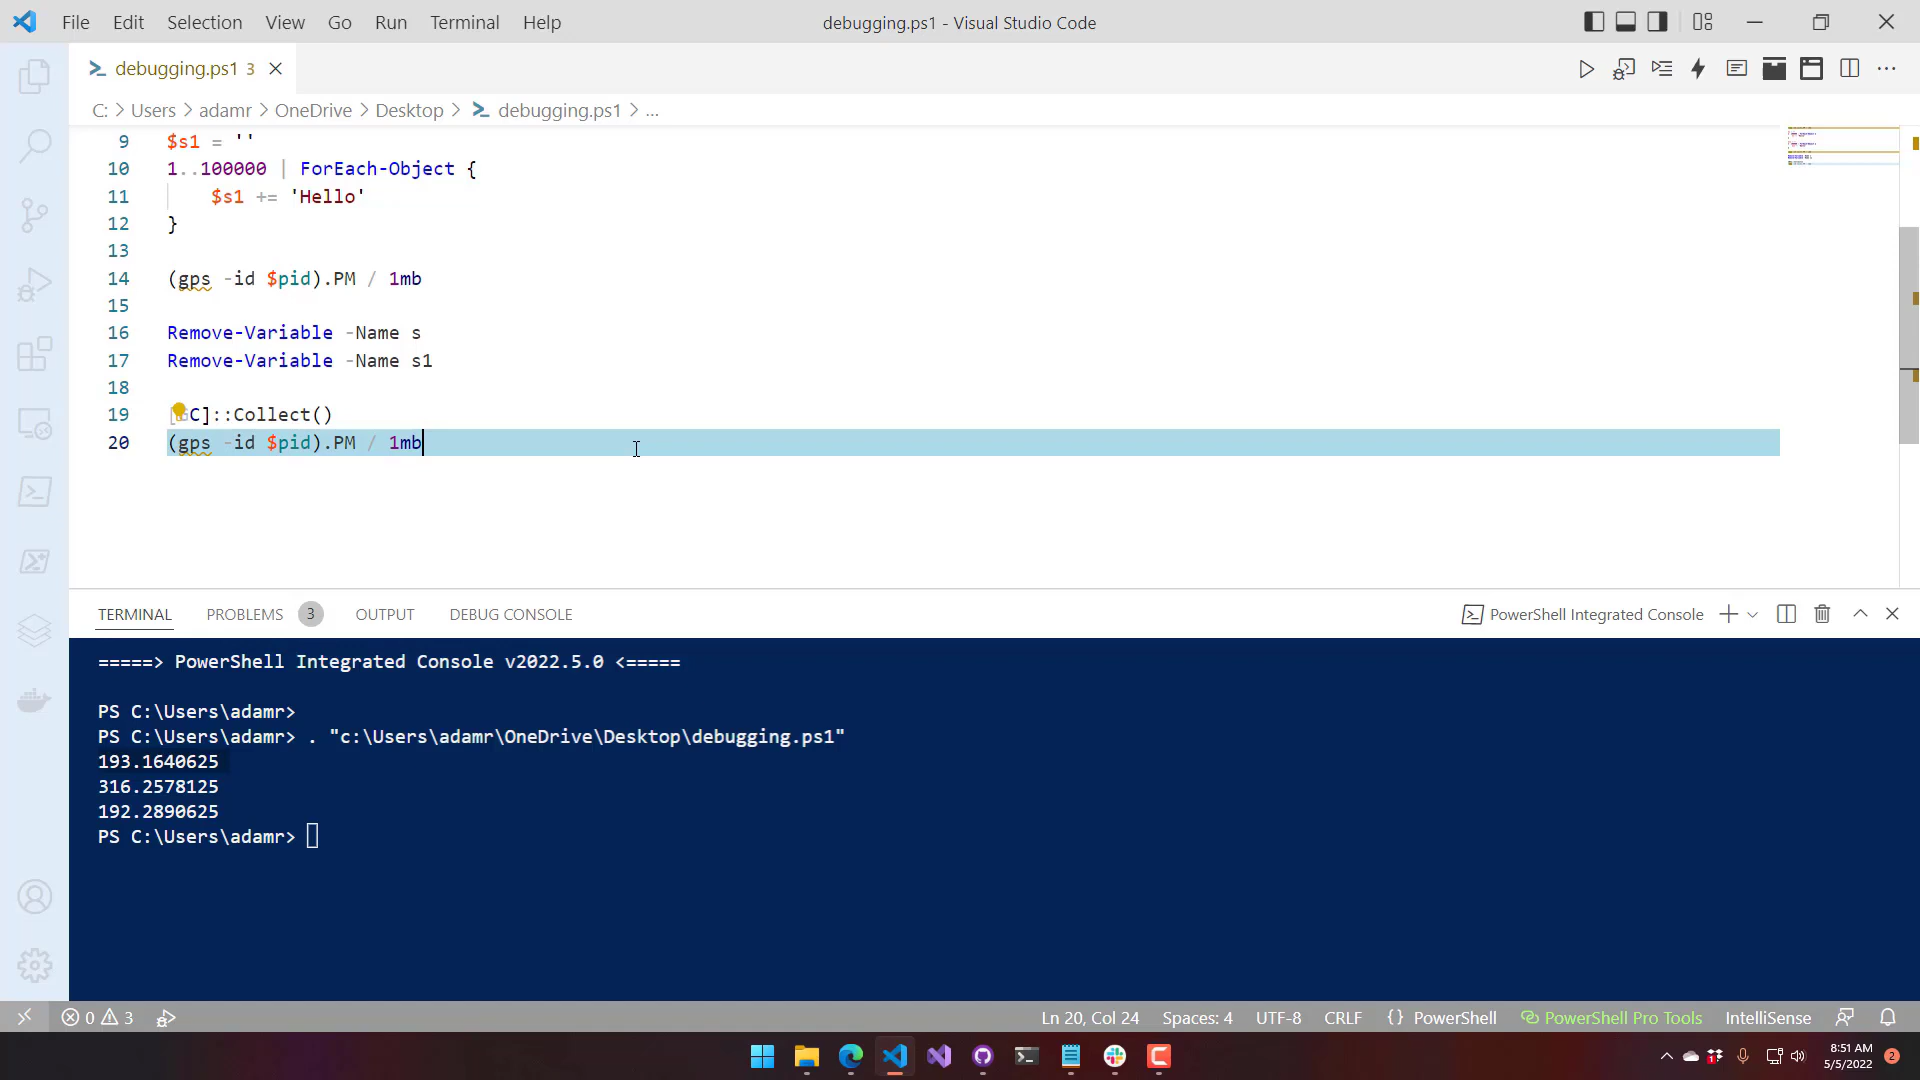 File Edit Selection View Go Run Terminal Help
debugging.ps1 - Visual Studio Code
debugging.ps1 3
C: > Users > adamr > OneDrive > Desktop > debugging.ps1 > ...
9 $s1 = ''
10 1..100000 | ForEach-Object {
11 $s1 += 'Hello'
12 }
13
14 (gps -id $pid).PM / 1mb
15
16 Remove-Variable -Name s
17 Remove-Variable -Name s1
18
19 [GC]::Collect()
20 (gps -id $pid).PM / 1mb
TERMINAL PROBLEMS 3 OUTPUT DEBUG CONSOLE
PowerShell Integrated Console
=====> PowerShell Integrated Console v2022.5.0 <=====
PS C:\Users\adamr>
PS C:\Users\adamr> . "c:\Users\adamr\OneDrive\Desktop\debugging.ps1"
193.1640625
316.2578125
192.2890625
PS C:\Users\adamr>
0 3
Ln 20, Col 24 Spaces: 4 UTF-8 CRLF {} PowerShell PowerShell Pro Tools IntelliSense
8:51 AM
5/5/2022
2